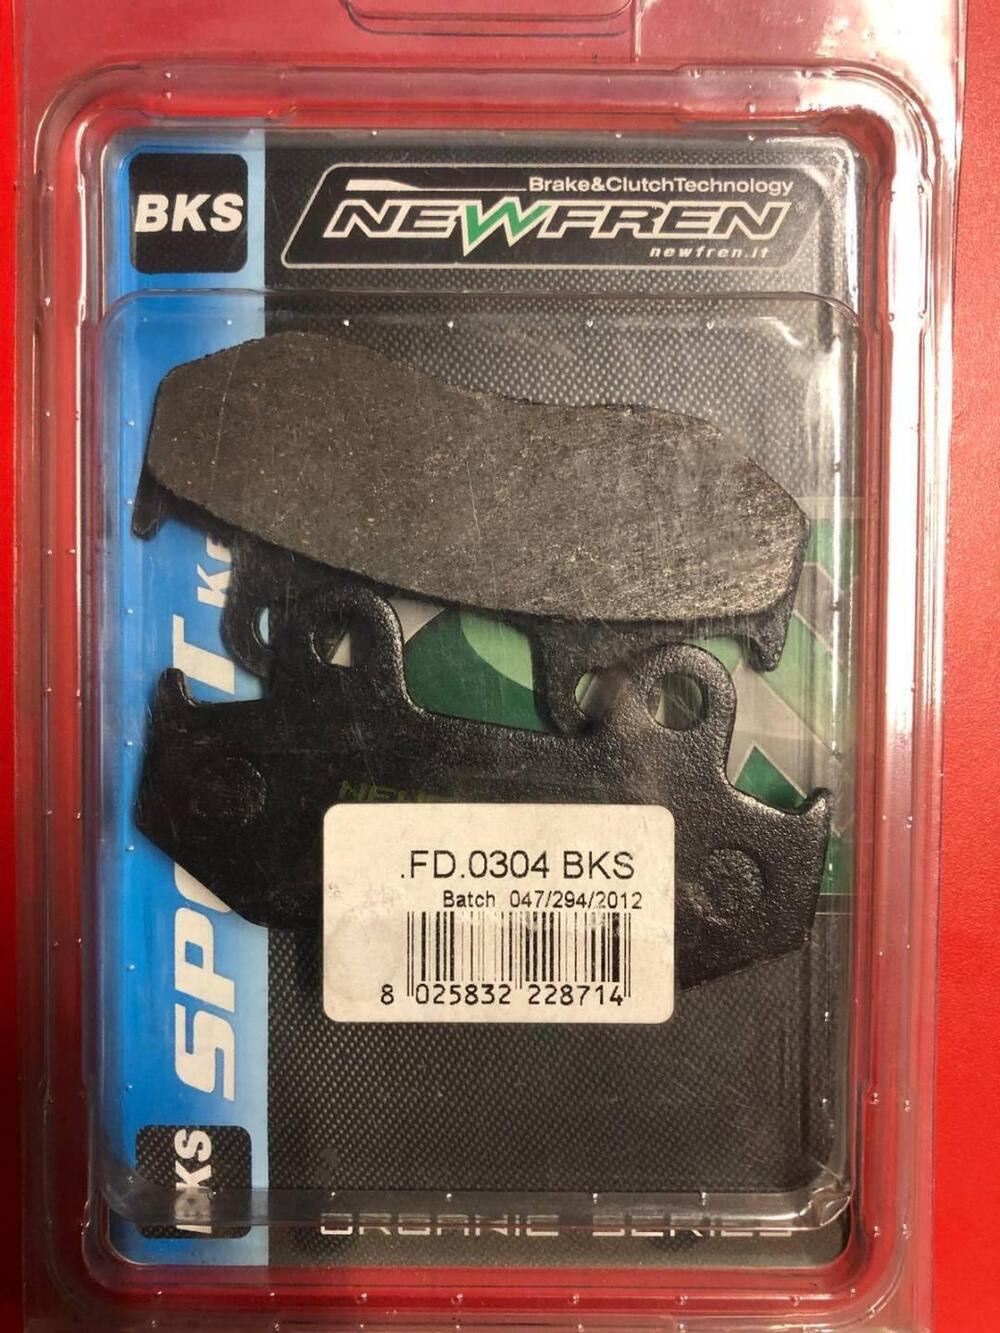 BKS
Brake&ClutchTechnology
NEWFREN®
newfren.it
.FD.0304 BKS
Batch 047/294/2012
8 025832 228714
BKS
ORGANIC SERIES